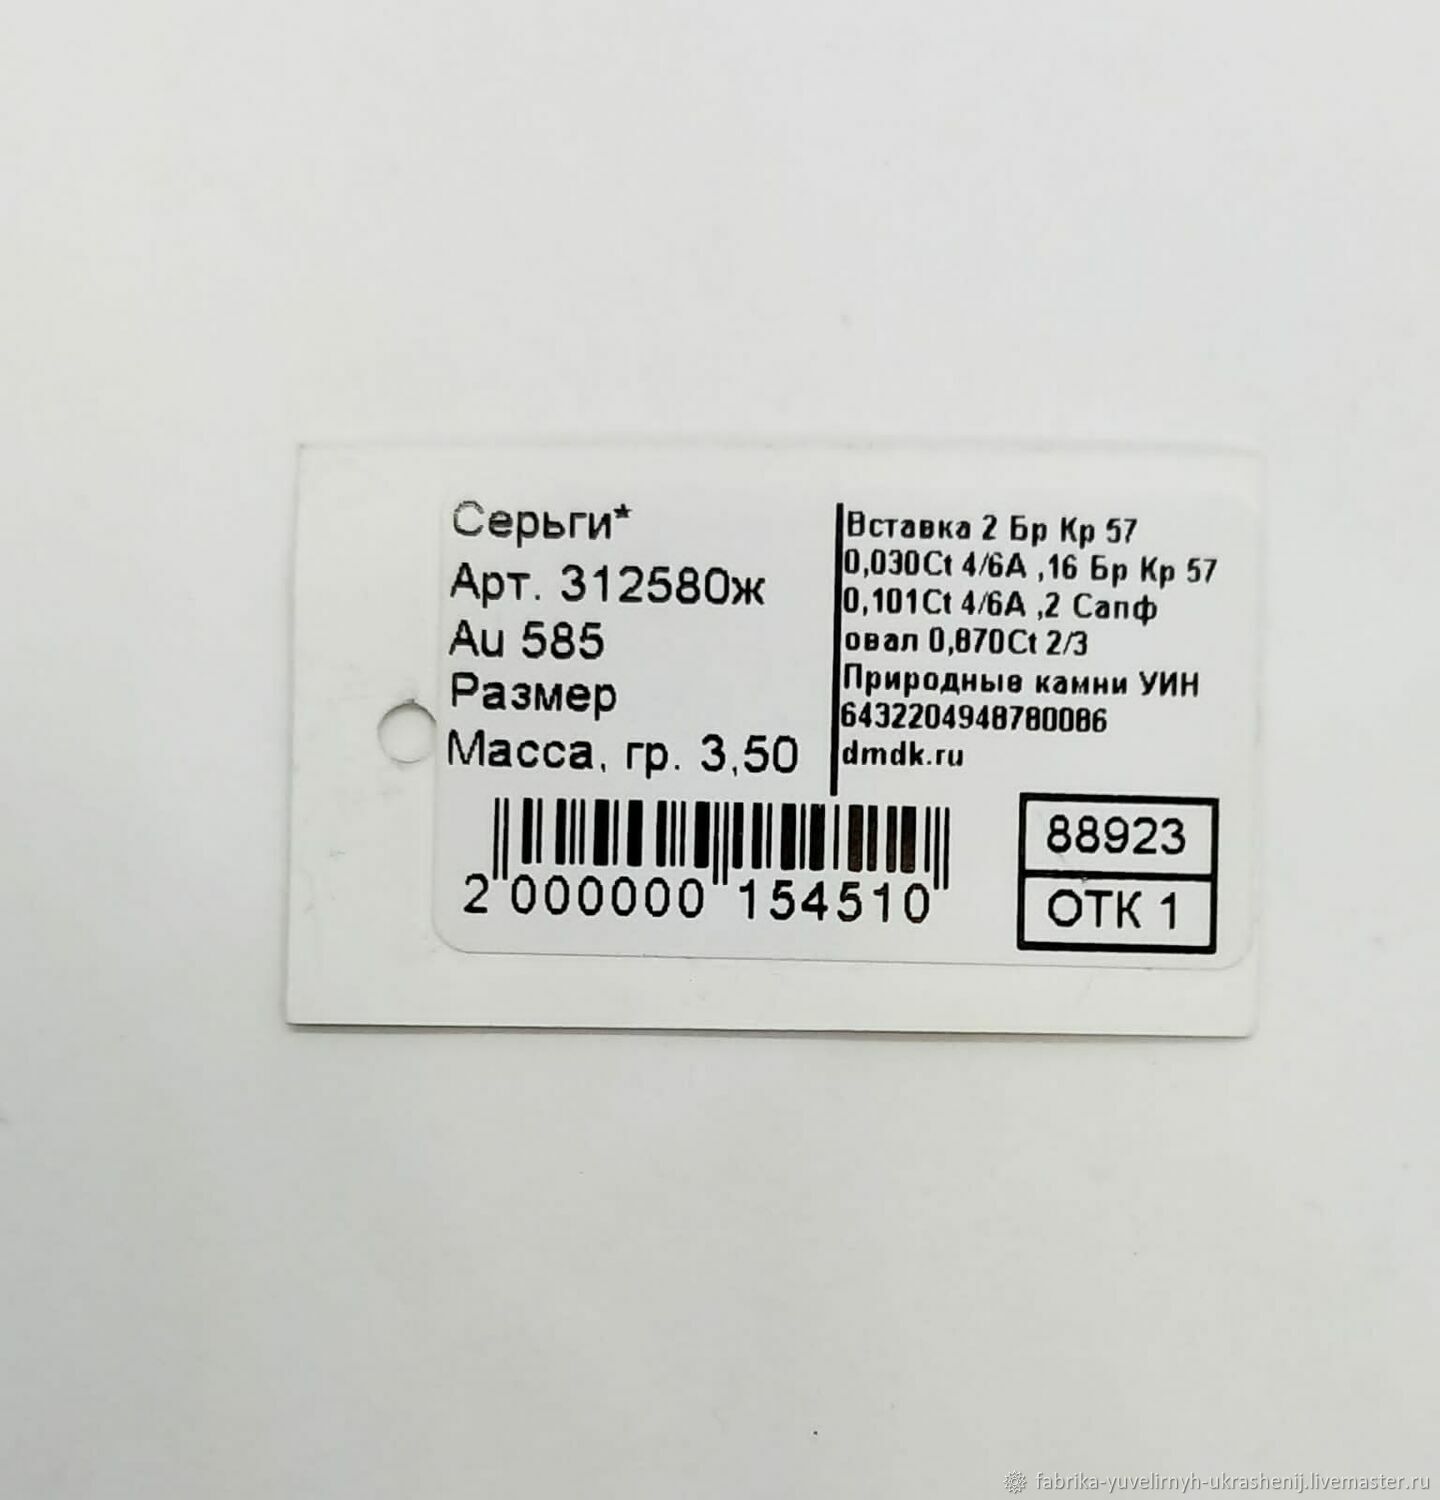 Серьги*
Арт. 312580ж
Au 585
Размер
Масса, гр. 3,50
Вставка 2 Бр Кр 57
0,030Ct 4/6А ,16 Бр Кр 57
0,101Ct 4/6А ,2 Сапф
овал 0,870Ct 2/3
Природные камни УИН
6432204948780086
dmdk.ru
2 000000 154510
88923
ОТК 1
fabrika-yuvelirnyh-ukrashenij.livemaster.ru